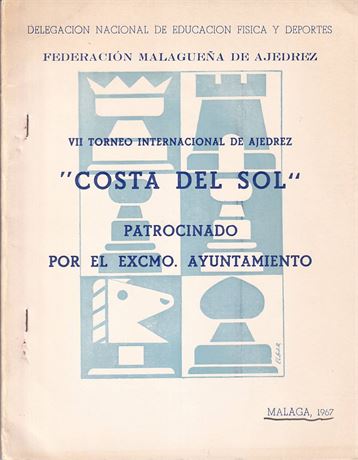 DELEGACION NACIONAL DE EDUCACION FISICA Y DEPORTES
FEDERACIÓN MALAGUEÑA DE AJEDREZ
VII TORNEO INTERNACIONAL DE AJEDREZ
"COSTA DEL SOL"
PATROCINADO
POR EL EXCMO. AYUNTAMIENTO
MALAGA, 1967